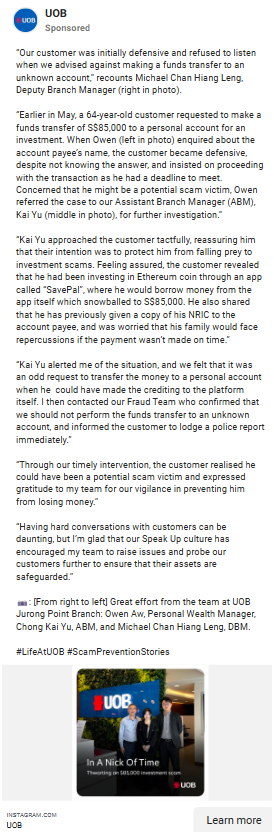 UOB
UOB
Sponsored
“Our customer was initially defensive and refused to listen
when we advised against making a funds transfer to an
unknown account,” recounts Michael Chan Hiang Leng,
Deputy Branch Manager (right in photo).
“Earlier in May, a 64-year-old customer requested to make a
funds transfer of S$85,000 to a personal account for an
investment. When Owen (left in photo) enquired about the
account payee’s name, the customer became defensive,
despite not knowing the answer, and insisted on proceeding
with the transaction as he had a deadline to meet.
Concerned that he might be a potential scam victim, Owen
referred the case to our Assistant Branch Manager (ABM),
Kai Yu (middle in photo), for further investigation.”
“Kai Yu approached the customer tactfully, reassuring him
that their intention was to protect him from falling prey to
investment scams. Feeling assured, the customer revealed
that he had been investing in Ethereum coin through an app
called “SavePal”, where he would borrow money from the
app itself which snowballed to S$85,000. He also shared
that he has previously given a copy of his NRIC to the
account payee, and was worried that his family would face
repercussions if the payment wasn’t made on time.”
“Kai Yu alerted me of the situation, and we felt that it was
an odd request to transfer the money to a personal account
when he could have made the crediting to the platform
itself. I then contacted our Fraud Team who confirmed that
we should not perform the funds transfer to an unknown
account, and informed the customer to lodge a police report
immediately.”
“Through our timely intervention, the customer realised he
could have been a potential scam victim and expressed
gratitude to my team for our vigilance in preventing him
from losing money.”
“Having hard conversations with customers can be
daunting, but I’m glad that our Speak Up culture has
encouraged my team to raise issues and probe our
customers further to ensure that their assets are
safeguarded.”
📷: [From right to left] Great effort from the team at UOB
Jurong Point Branch: Owen Aw, Personal Wealth Manager,
Chong Kai Yu, ABM, and Michael Chan Hiang Leng, DBM.
#LifeAtUOB #ScamPreventionStories
UOB
In A Nick Of Time
Thwarting an S$85,000 investment scam
UOB
INSTAGRAM.COM
UOB
Learn more